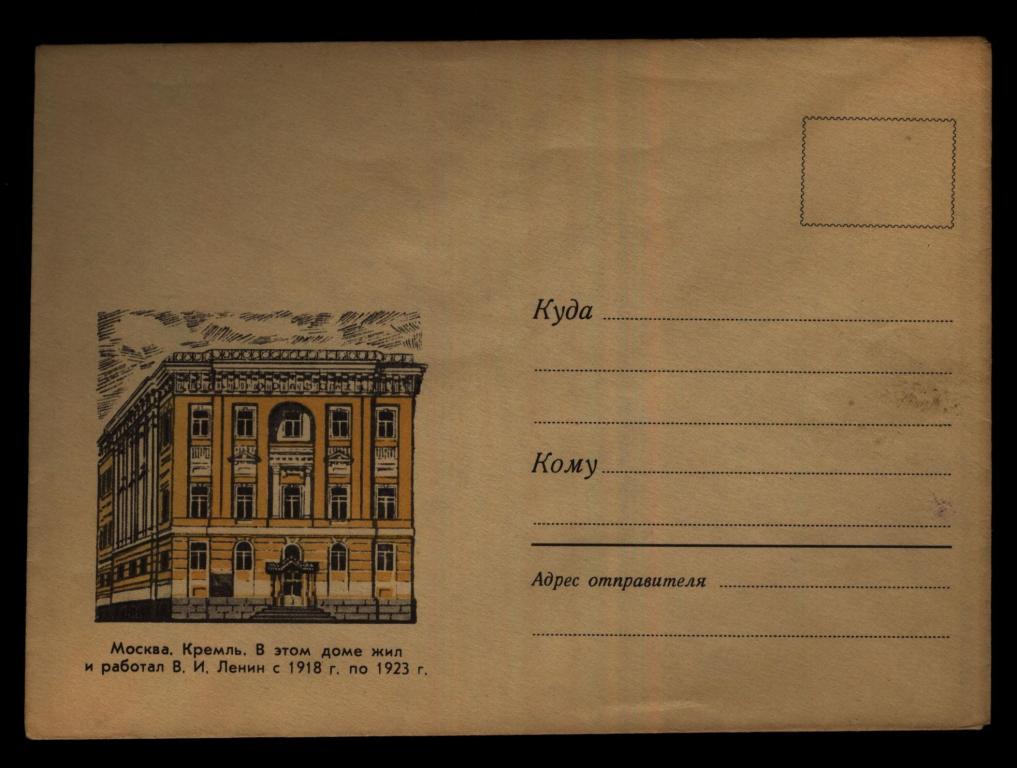 Куда
Кому
Адрес отправителя
Москва. Кремль. В этом доме жил
и работал В. И. Ленин с 1918 г. по 1923 г.